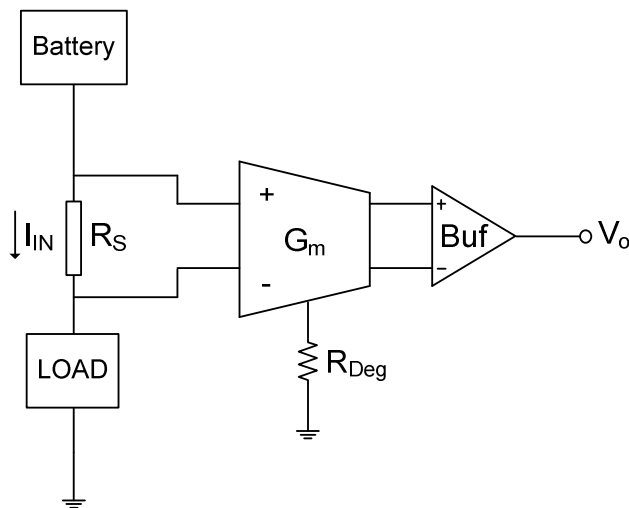 Battery
I_IN
R_S
+
-
G_m
+
-
Buf
V_o
R_Deg
LOAD